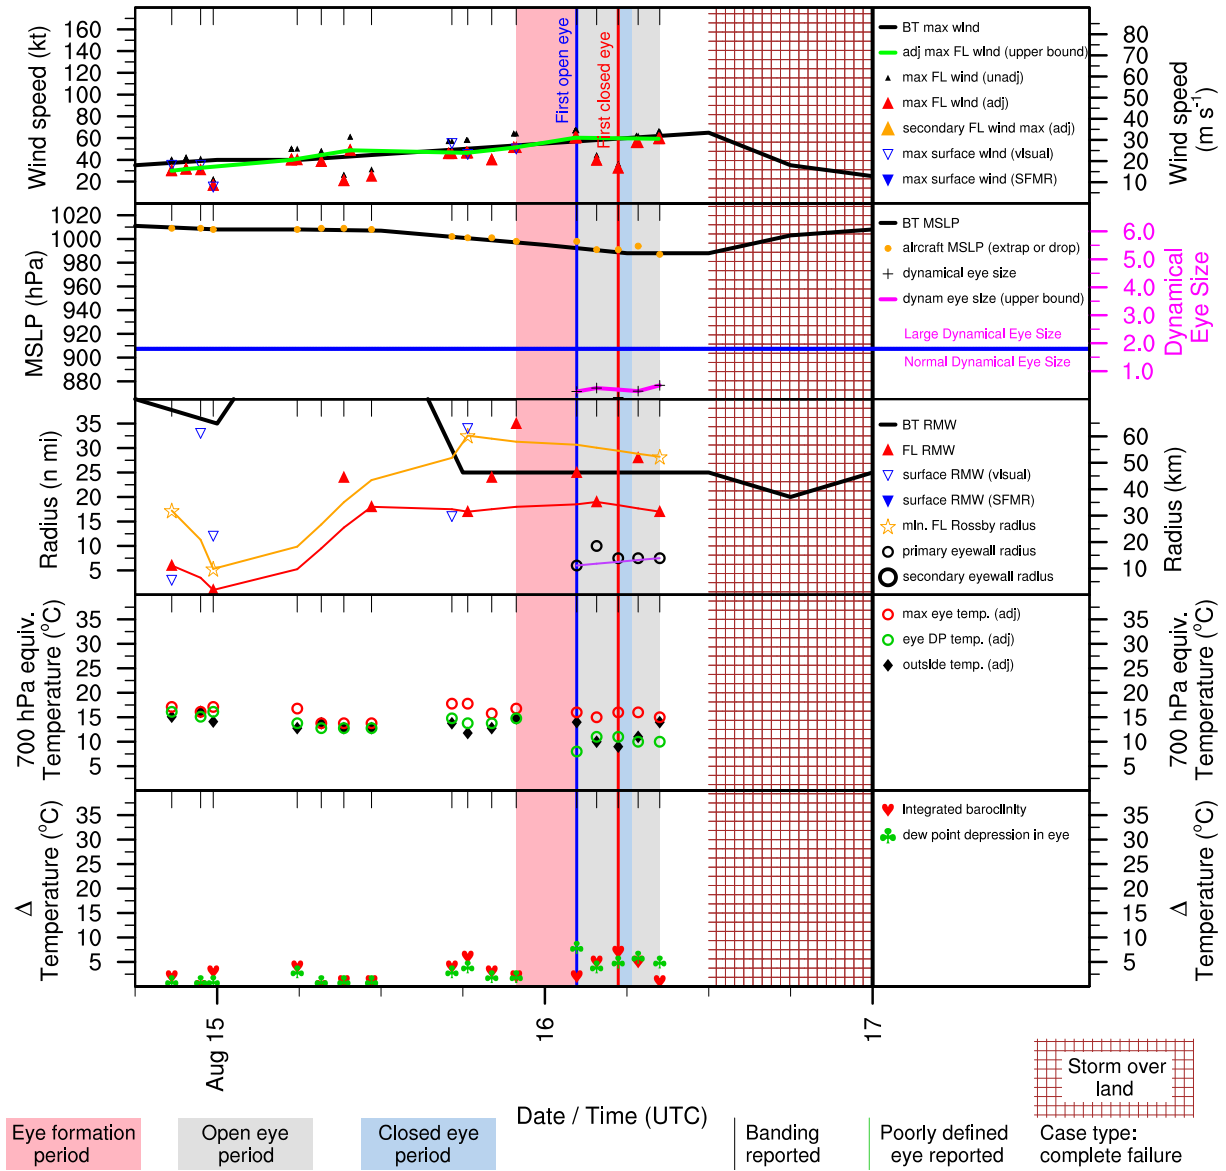 Wind speed (kt)
160
140
120
100
80
60
40
20
First open eye
First closed eye
BT max wind
adj max FL wind (upper bound)
max FL wind (unadj)
max FL wind (adj)
secondary FL wind max (adj)
max surface wind (visual)
max surface wind (SFMR)
80
70
60
50
40
30
20
10
Wind speed
(m s-1)
MSLP (hPa)
1020
1000
980
960
940
920
900
880
BT MSLP
aircraft MSLP (extrap or drop)
dynamical eye size
dynam eye size (upper bound)
Large Dynamical Eye Size
Normal Dynamical Eye Size
6.0
5.0
4.0
3.0
2.0
1.0
Dynamical
Eye Size
Radius (n mi)
35
30
25
20
15
10
5
BT RMW
FL RMW
surface RMW (visual)
surface RMW (SFMR)
min. FL Rossby radius
primary eyewall radius
secondary eyewall radius
60
50
40
30
20
10
Radius (km)
700 hPa equiv.
Temperature (°C)
35
30
25
20
15
10
5
max eye temp. (adj)
eye DP temp. (adj)
outside temp. (adj)
35
30
25
20
15
10
5
700 hPa equiv.
Temperature (°C)
Δ
Temperature (°C)
35
30
25
20
15
10
5
Integrated baroclinity
dew point depression in eye
35
30
25
20
15
10
5
Δ
Temperature (°C)
Aug 15
16
17
Date / Time (UTC)
Storm over
land
Eye formation
period
Open eye
period
Closed eye
period
Banding
reported
Poorly defined
eye reported
Case type:
complete failure